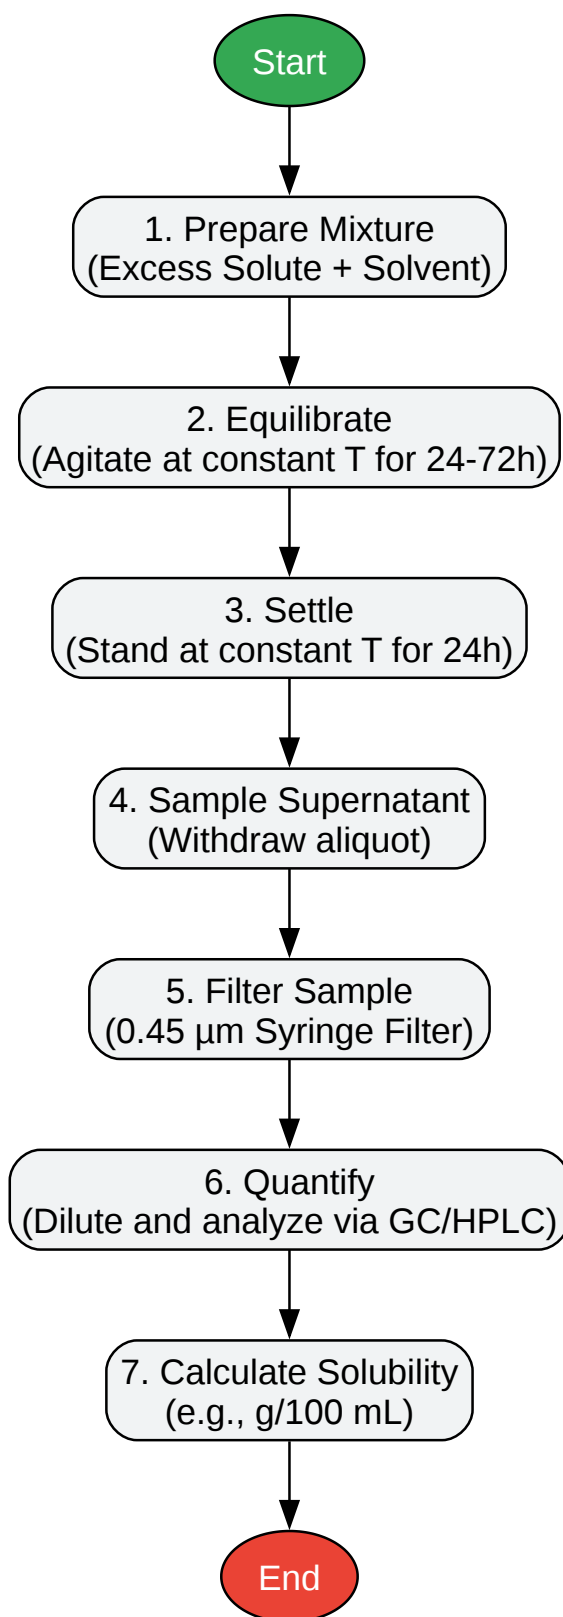 Start
1. Prepare Mixture
(Excess Solute + Solvent)
2. Equilibrate
(Agitate at constant T for 24-72h)
3. Settle
(Stand at constant T for 24h)
4. Sample Supernatant
(Withdraw aliquot)
5. Filter Sample
(0.45 µm Syringe Filter)
6. Quantify
(Dilute and analyze via GC/HPLC)
7. Calculate Solubility
(e.g., g/100 mL)
End